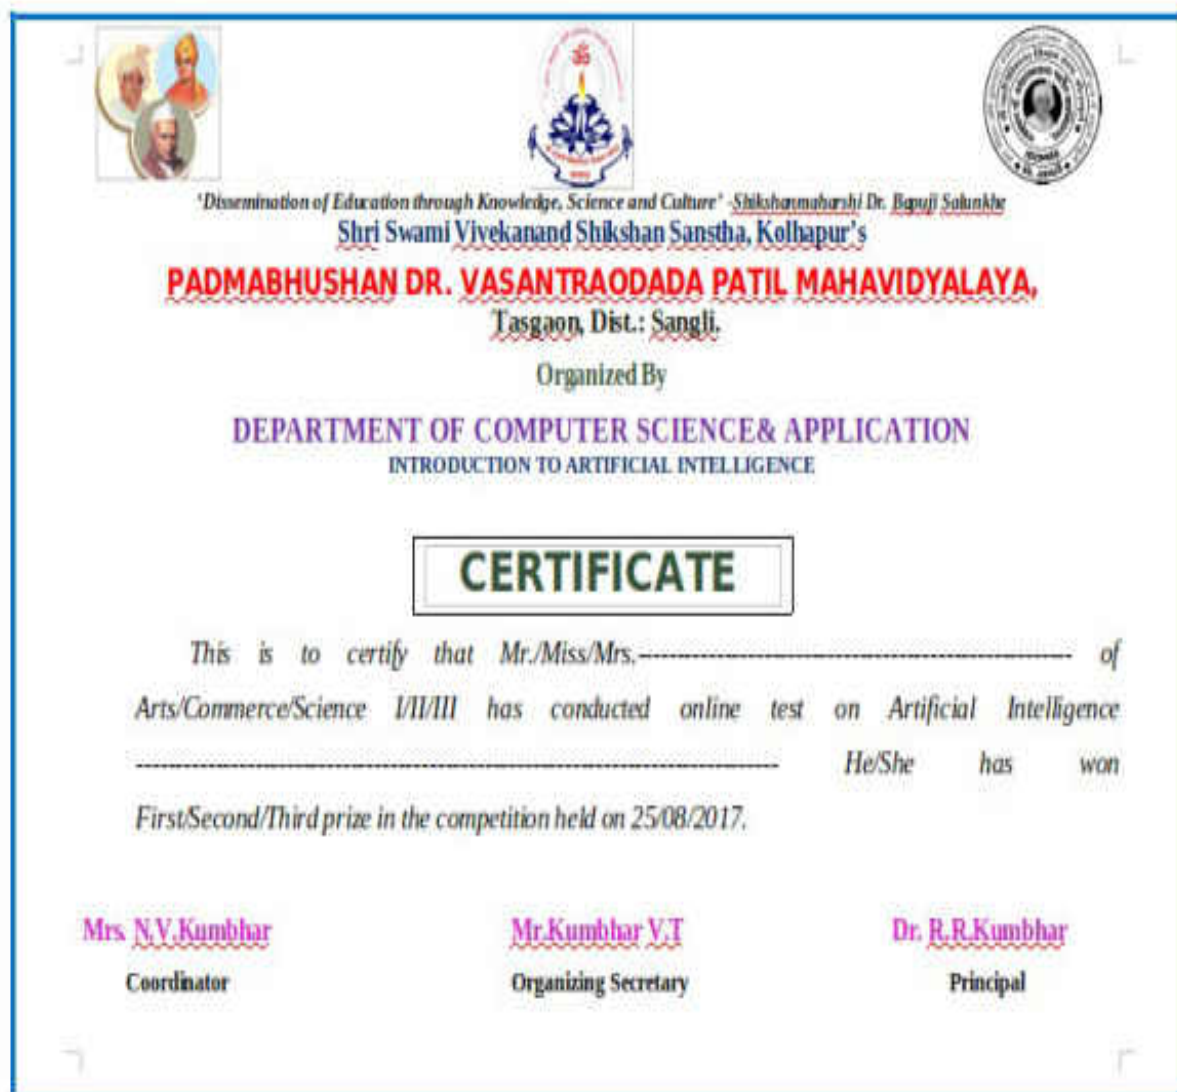 'Dissemination of Education through Knowledge, Science and Culture' -Shikshanmaharshi Dr. Bapuji Salunkhe
Shri Swami Vivekanand Shikshan Sanstha, Kolhapur's
PADMABHUSHAN DR. VASANTRAODADA PATIL MAHAVIDYALAYA,
Tasgaon, Dist.: Sangli.
Organized By
DEPARTMENT OF COMPUTER SCIENCE& APPLICATION
INTRODUCTION TO ARTIFICIAL INTELLIGENCE
CERTIFICATE
This is to certify that Mr./Miss/Mrs.------------------------------------------------------------ of
Arts/Commerce/Science I/II/III has conducted online test on Artificial Intelligence
------------------------------------------------------------------------------------ He/She has won
First/Second/Third prize in the competition held on 25/08/2017.
Mrs. N.V.Kumbhar Mr.Kumbhar V.T Dr. R.R.Kumbhar
Coordinator Organizing Secretary Principal